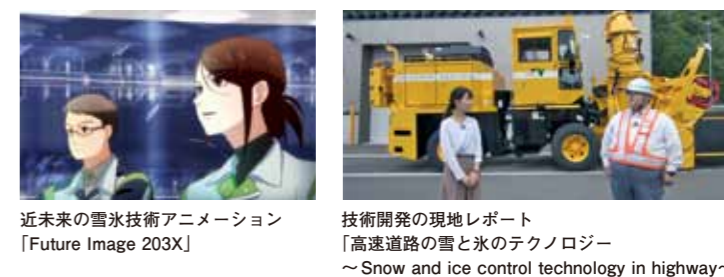 近未来の雪氷技術アニメーション
「Future Image 203X」
技術開発の現地レポート
「高速道路の雪と氷のテクノロジー
～Snow and ice control technology in highway～